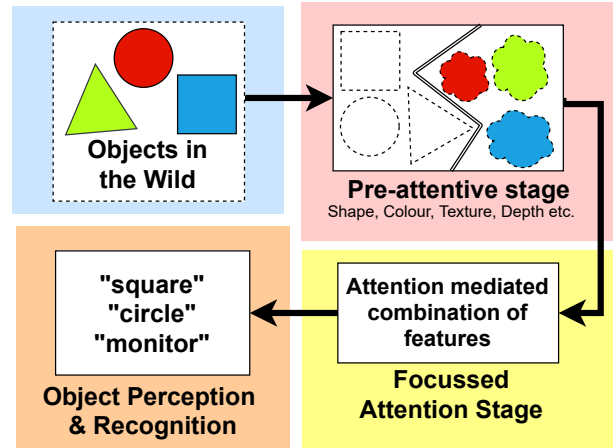 Objects in
the Wild
Pre-attentive stage
Shape, Colour, Texture, Depth etc.
"square"
"circle"
"monitor"
Object Perception
& Recognition
Attention mediated
combination of
features
Focussed
Attention Stage